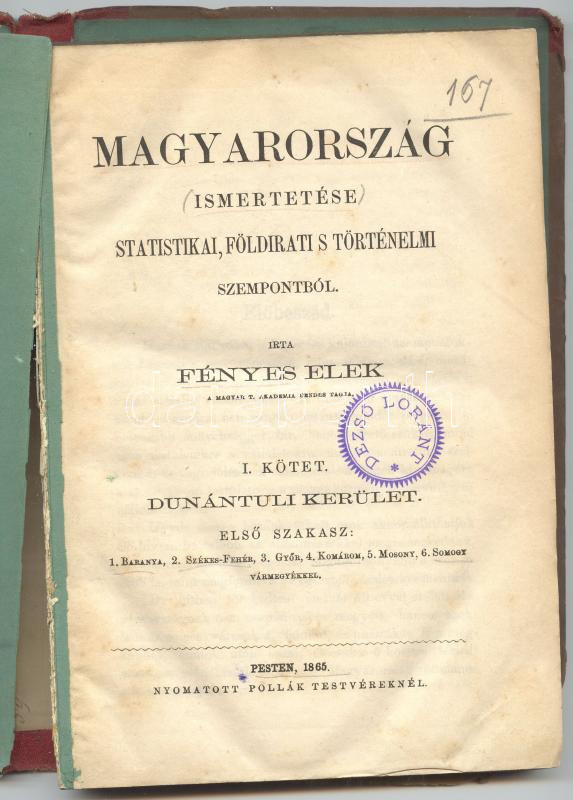 167
MAGYARORSZÁG
(ISMERTETÉSE)
STATISTIKAI, FÖLDIRATI S TÖRTÉNELMI
SZEMPONTBÓL.
IRTA
FÉNYES ELEK
A MAGYAR T. AKADEMIA RENDES TAGJA.
DEZSŐ LORÁNT *
I. KÖTET.
DUNÁNTULI KERÜLET.
ELSŐ SZAKASZ:
1. BARANYA, 2. SZÉKES-FEHÉR, 3. GYŐR, 4. KOMÁROM, 5. MOSONY, 6. SOMOGY
VÁRMEGYÉKKEL.
PESTEN, 1865.
NYOMATOTT POLLÁK TESTVÉREKNÉL.